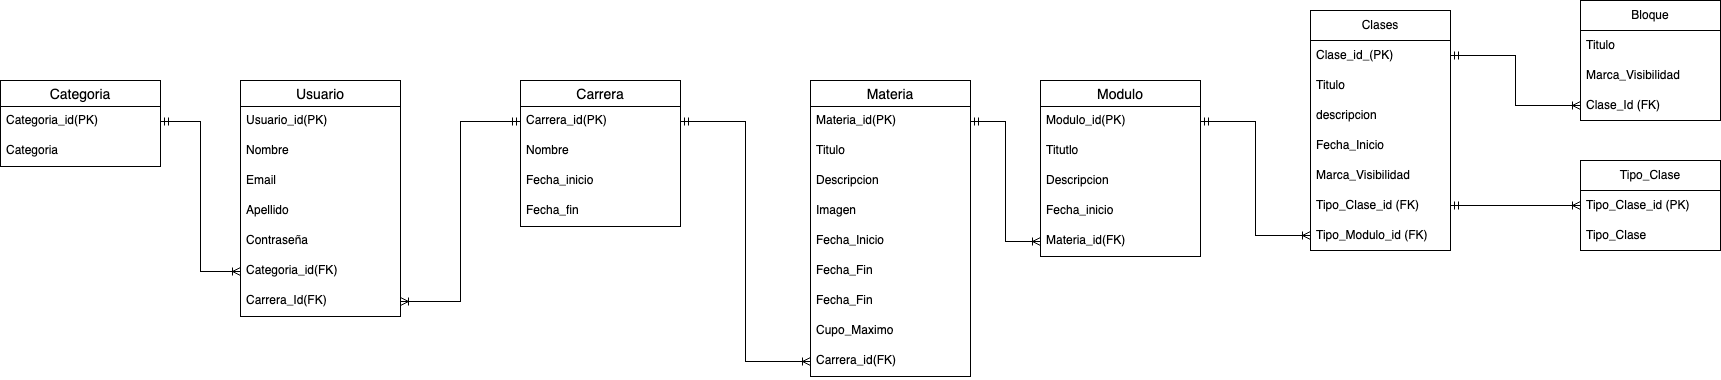 Categoria
Categoria_id(PK)
Categoria
Usuario
Usuario_id(PK)
Nombre
Email
Apellido
Contraseña
Categoria_id(FK)
Carrera_Id(FK)
Carrera
Carrera_id(PK)
Nombre
Fecha_inicio
Fecha_fin
Materia
Materia_id(PK)
Titulo
Descripcion
Imagen
Fecha_Inicio
Fecha_Fin
Fecha_Fin
Cupo_Maximo
Carrera_id(FK)
Modulo
Modulo_id(PK)
Titutlo
Descripcion
Fecha_inicio
Materia_id(FK)
Clases
Clase_id_(PK)
Titulo
descripcion
Fecha_Inicio
Marca_Visibilidad
Tipo_Clase_id (FK)
Tipo_Modulo_id (FK)
Bloque
Titulo
Marca_Visibilidad
Clase_Id (FK)
Tipo_Clase
Tipo_Clase_id (PK)
Tipo_Clase